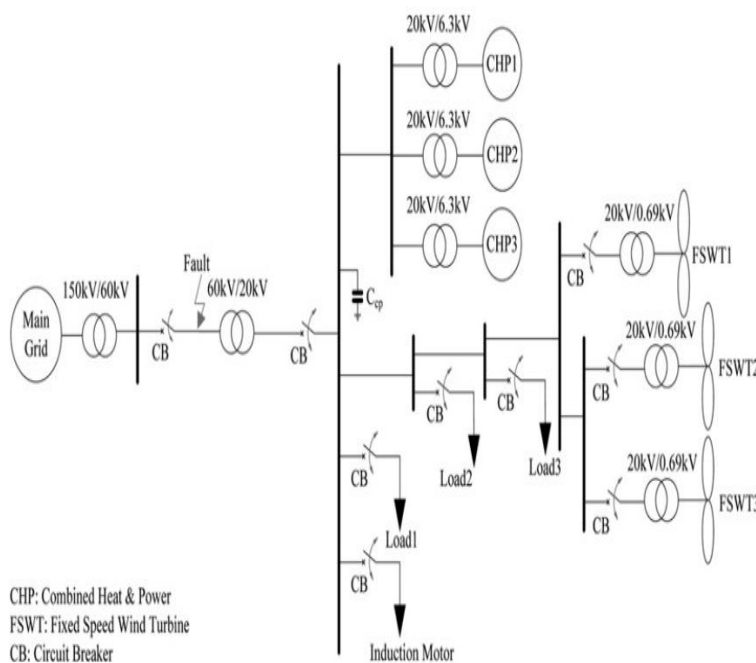 20kV/6.3kV
CHP1
20kV/6.3kV
CHP2
20kV/6.3kV
CHP3
20kV/0.69kV
CB
FSWT1
Fault
150kV/60kV
60kV/20kV
Main
Grid
CB
CB
Ccp
20kV/0.69kV
CB
FSWT2
CB
CB
Load2
Load3
20kV/0.69kV
CB
FSWT3
CB
Load1
CB
Induction Motor
CHP: Combined Heat & Power
FSWT: Fixed Speed Wind Turbine
CB: Circuit Breaker